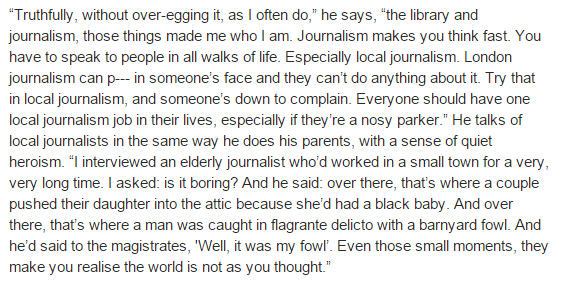 “Truthfully, without over-egging it, as I often do,” he says, “the library and
journalism, those things made me who I am. Journalism makes you think fast. You
have to speak to people in all walks of life. Especially local journalism. London
journalism can p--- in someone’s face and they can’t do anything about it. Try that
in local journalism, and someone’s down to complain. Everyone should have one
local journalism job in their lives, especially if they’re a nosy parker.” He talks of
local journalists in the same way he does his parents, with a sense of quiet
heroism. “I interviewed an elderly journalist who’d worked in a small town for a very,
very long time. I asked: is it boring? And he said: over there, that’s where a couple
pushed their daughter into the attic because she’d had a black baby. And over
there, that’s where a man was caught in flagrante delicto with a barnyard fowl. And
he’d said to the magistrates, 'Well, it was my fowl’. Even those small moments, they
make you realise the world is not as you thought.”